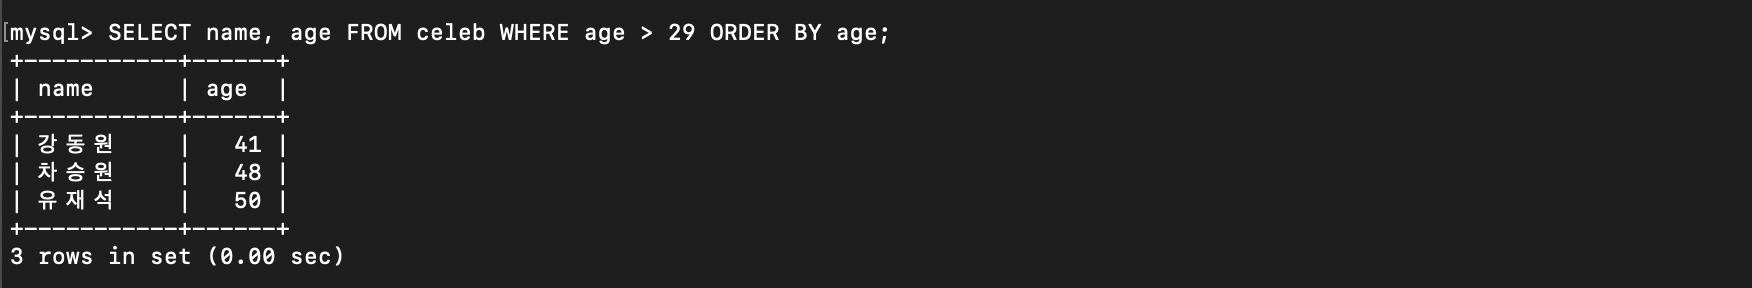 [mysql> SELECT name, age FROM celeb WHERE age > 29 ORDER BY age;
+-----------+------+
| name      | age  |
+-----------+------+
| 강동원    |   41 |
| 차승원    |   48 |
| 유재석    |   50 |
+-----------+------+
3 rows in set (0.00 sec)